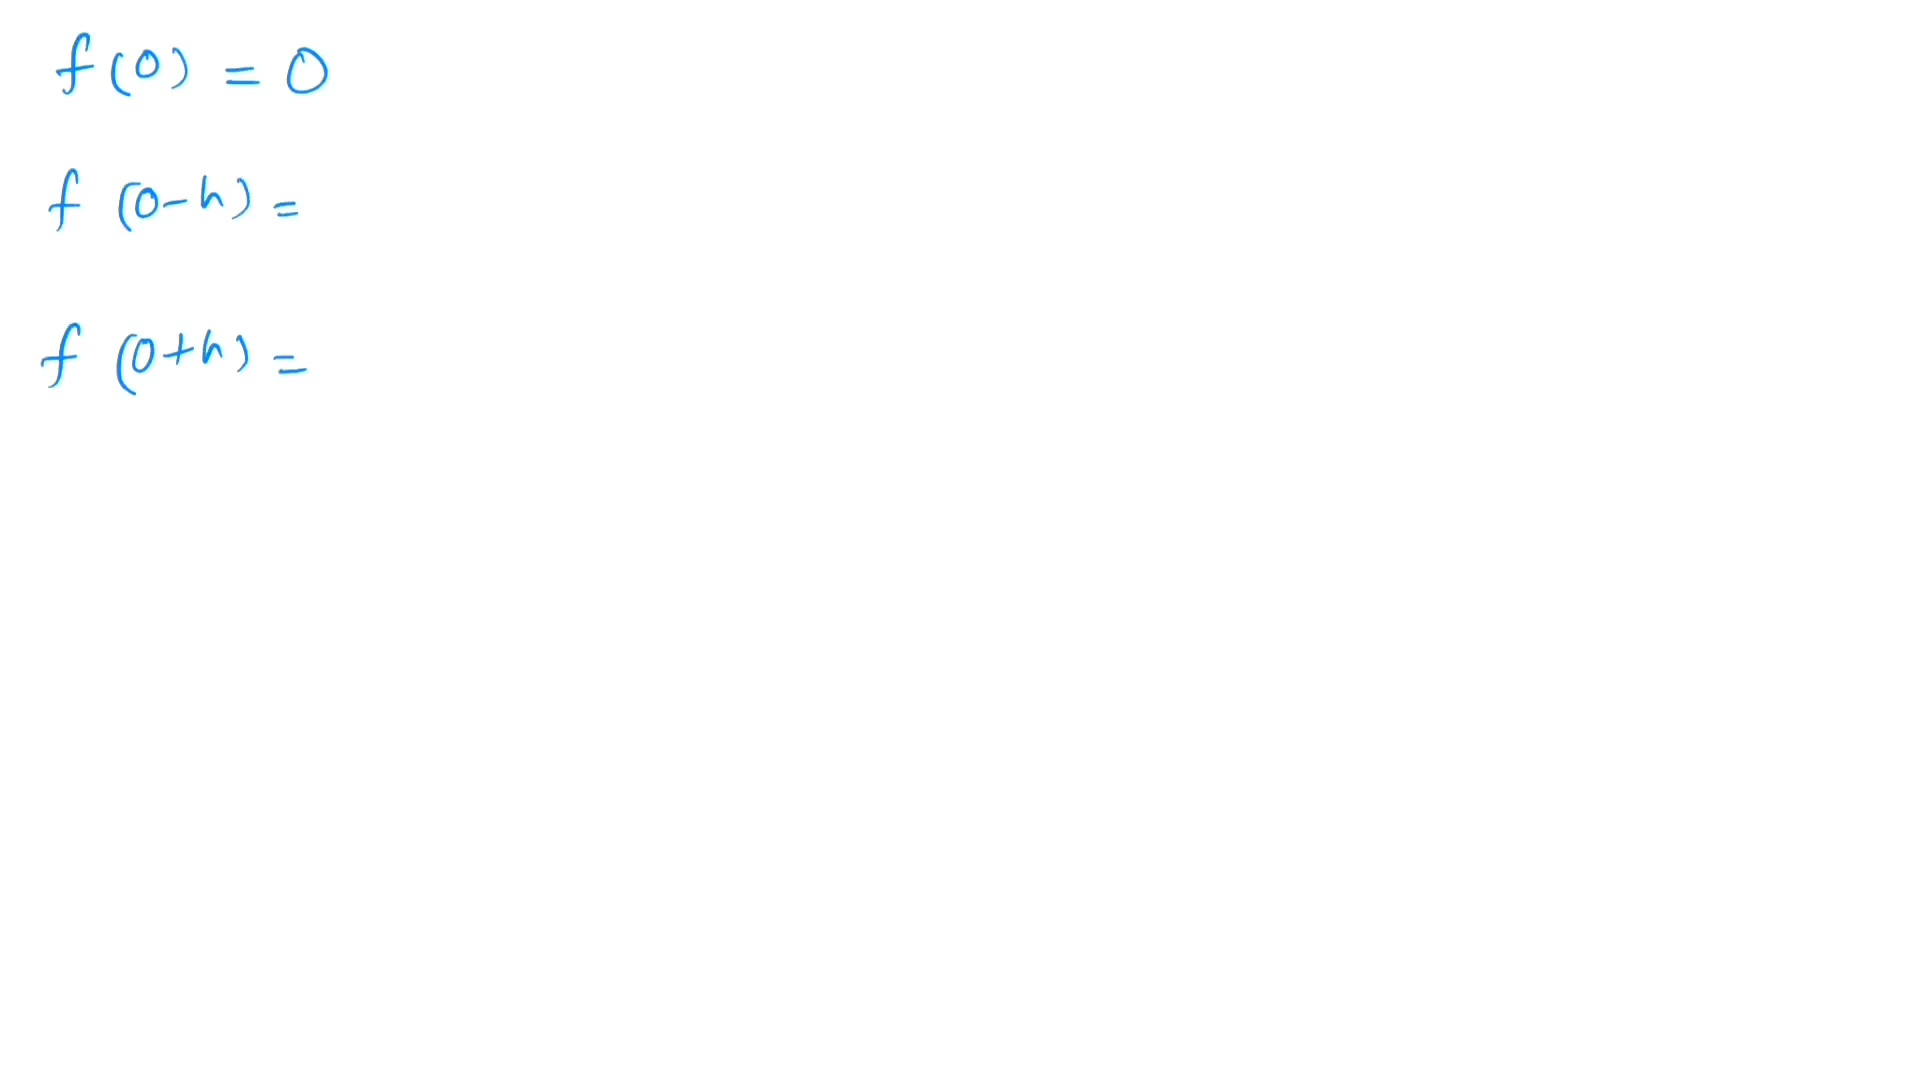 f(0) = 0
f (0-h) =
f (0+h) =